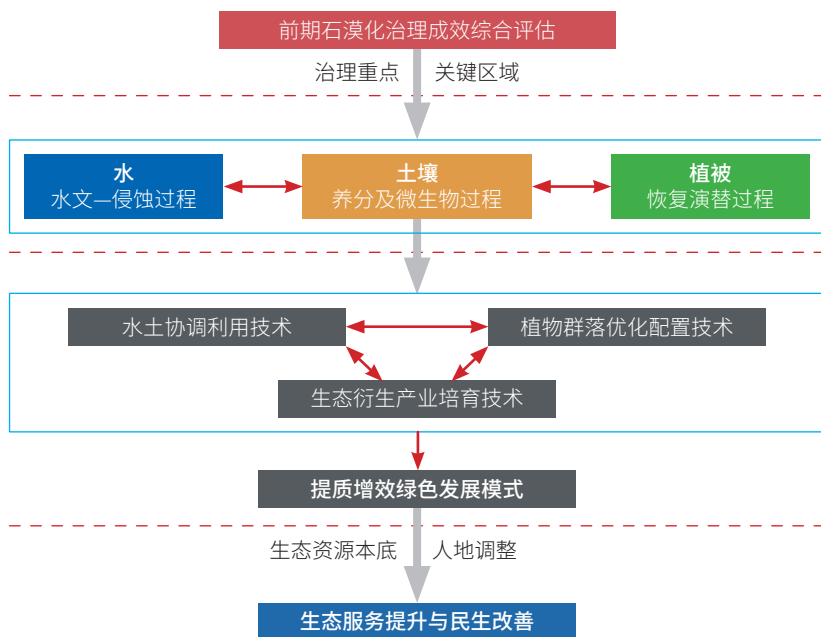 前期石漠化治理成效综合评估
治理重点 关键区域
水
水文—侵蚀过程
土壤
养分及微生物过程
植被
恢复演替过程
水土协调利用技术
植物群落优化配置技术
生态衍生产业培育技术
提质增效绿色发展模式
生态资源本底 人地调整
生态服务提升与民生改善